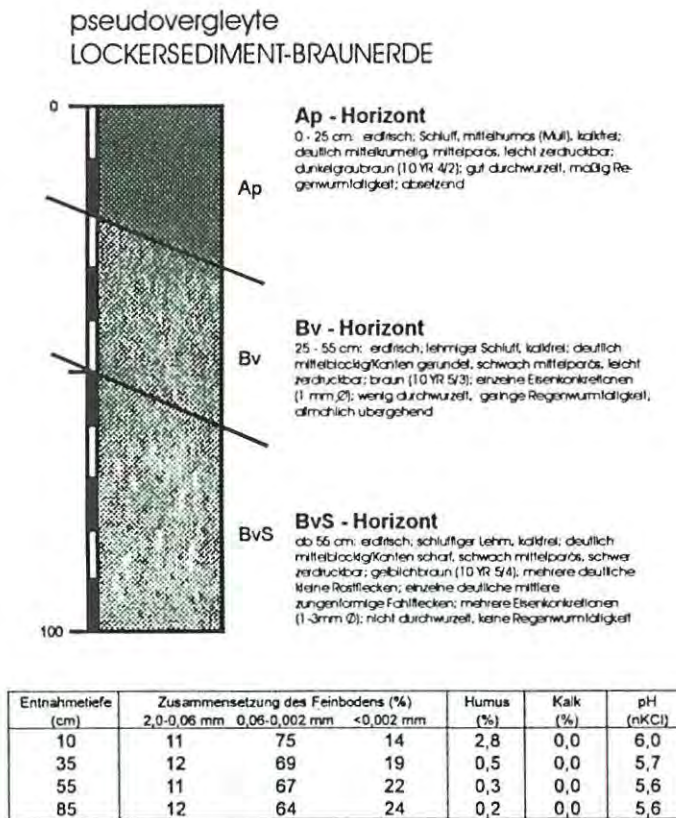 pseudovergleyte
LOCKERSEDIMENT-BRAUNERDE
0
Ap
Bv
BvS
100
Ap - Horizont
0 - 25 cm: erdfrisch; Schluff, mittelhumos (Mull), kalkfrei;
deutlich mittelkrumelig, mittelporös, leicht zerdruckbar;
dunkelgraubraun (10 YR 4/2); gut durchwurzelt, mäßig Re-
genwurmtätigkeit; absetzend
Bv - Horizont
25 - 55 cm: erdfrisch; lehmiger Schluff, kalkfrei; deutlich
mittelblockig/Kanten gerundet, schwach mittelporös, leicht
zerdruckbar; braun (10 YR 5/3); einzelne Eisenkonkretionen
(1 mm Ø); wenig durchwurzelt, geringe Regenwurmtätigkeit;
allmahlich ubergehend
BvS - Horizont
ab 55 cm: erdfrisch; schluffiger Lehm, kalkfrei; deutlich
mittelblockig/Kanten scharf, schwach mittelporös, schwer
zerdruckbar; gelblichbraun (10 YR 5/4), mehrere deutliche
kleine Rostflecken; einzelne deutliche mittlere
zungenformige Fahlflecken; mehrere Eisenkonkretionen
(1-3mm Ø); nicht durchwurzelt, keine Regenwurmtätigkeit
Entnahmetiefe Zusammensetzung des Feinbodens (%) Humus Kalk pH
(cm) 2,0-0,06 mm 0,06-0,002 mm <0,002 mm (%) (%) (nKCl)
10 11 75 14 2,8 0,0 6,0
35 12 69 19 0,5 0,0 5,7
55 11 67 22 0,3 0,0 5,6
85 12 64 24 0,2 0,0 5,6